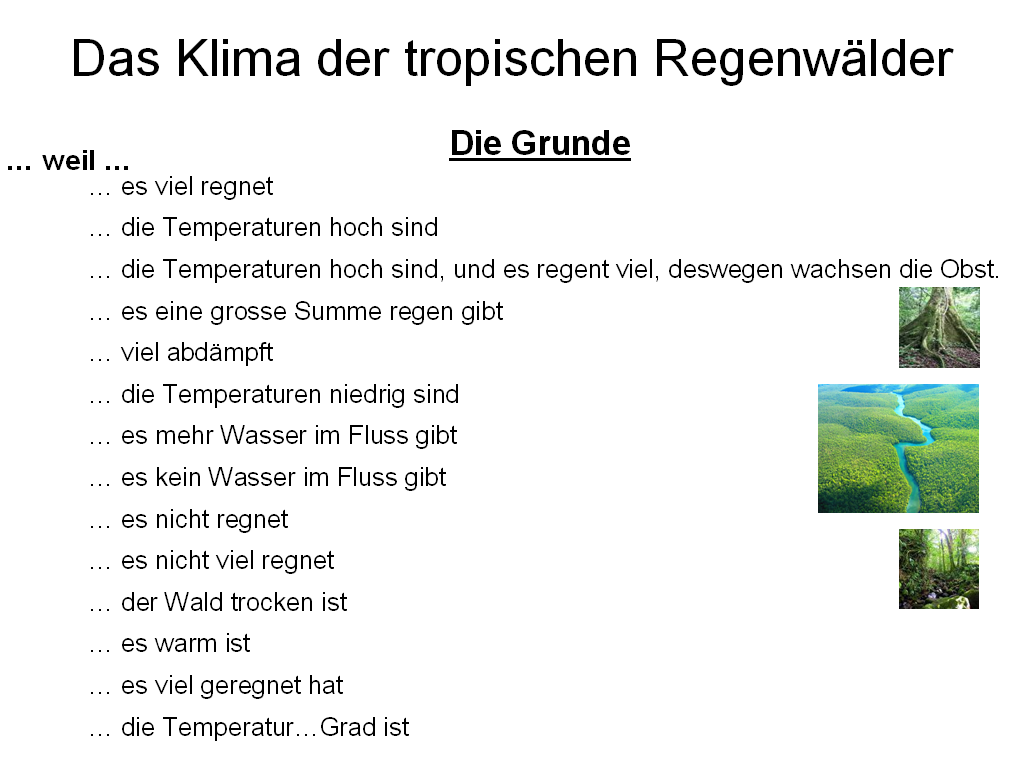 Das Klima der tropischen Regenwälder
Die Grunde
… weil …
… es viel regnet
… die Temperaturen hoch sind
… die Temperaturen hoch sind, und es regent viel, deswegen wachsen die Obst.
… es eine grosse Summe regen gibt
… viel abdämpft
… die Temperaturen niedrig sind
… es mehr Wasser im Fluss gibt
… es kein Wasser im Fluss gibt
… es nicht regnet
… es nicht viel regnet
… der Wald trocken ist
… es warm ist
… es viel geregnet hat
… die Temperatur…Grad ist